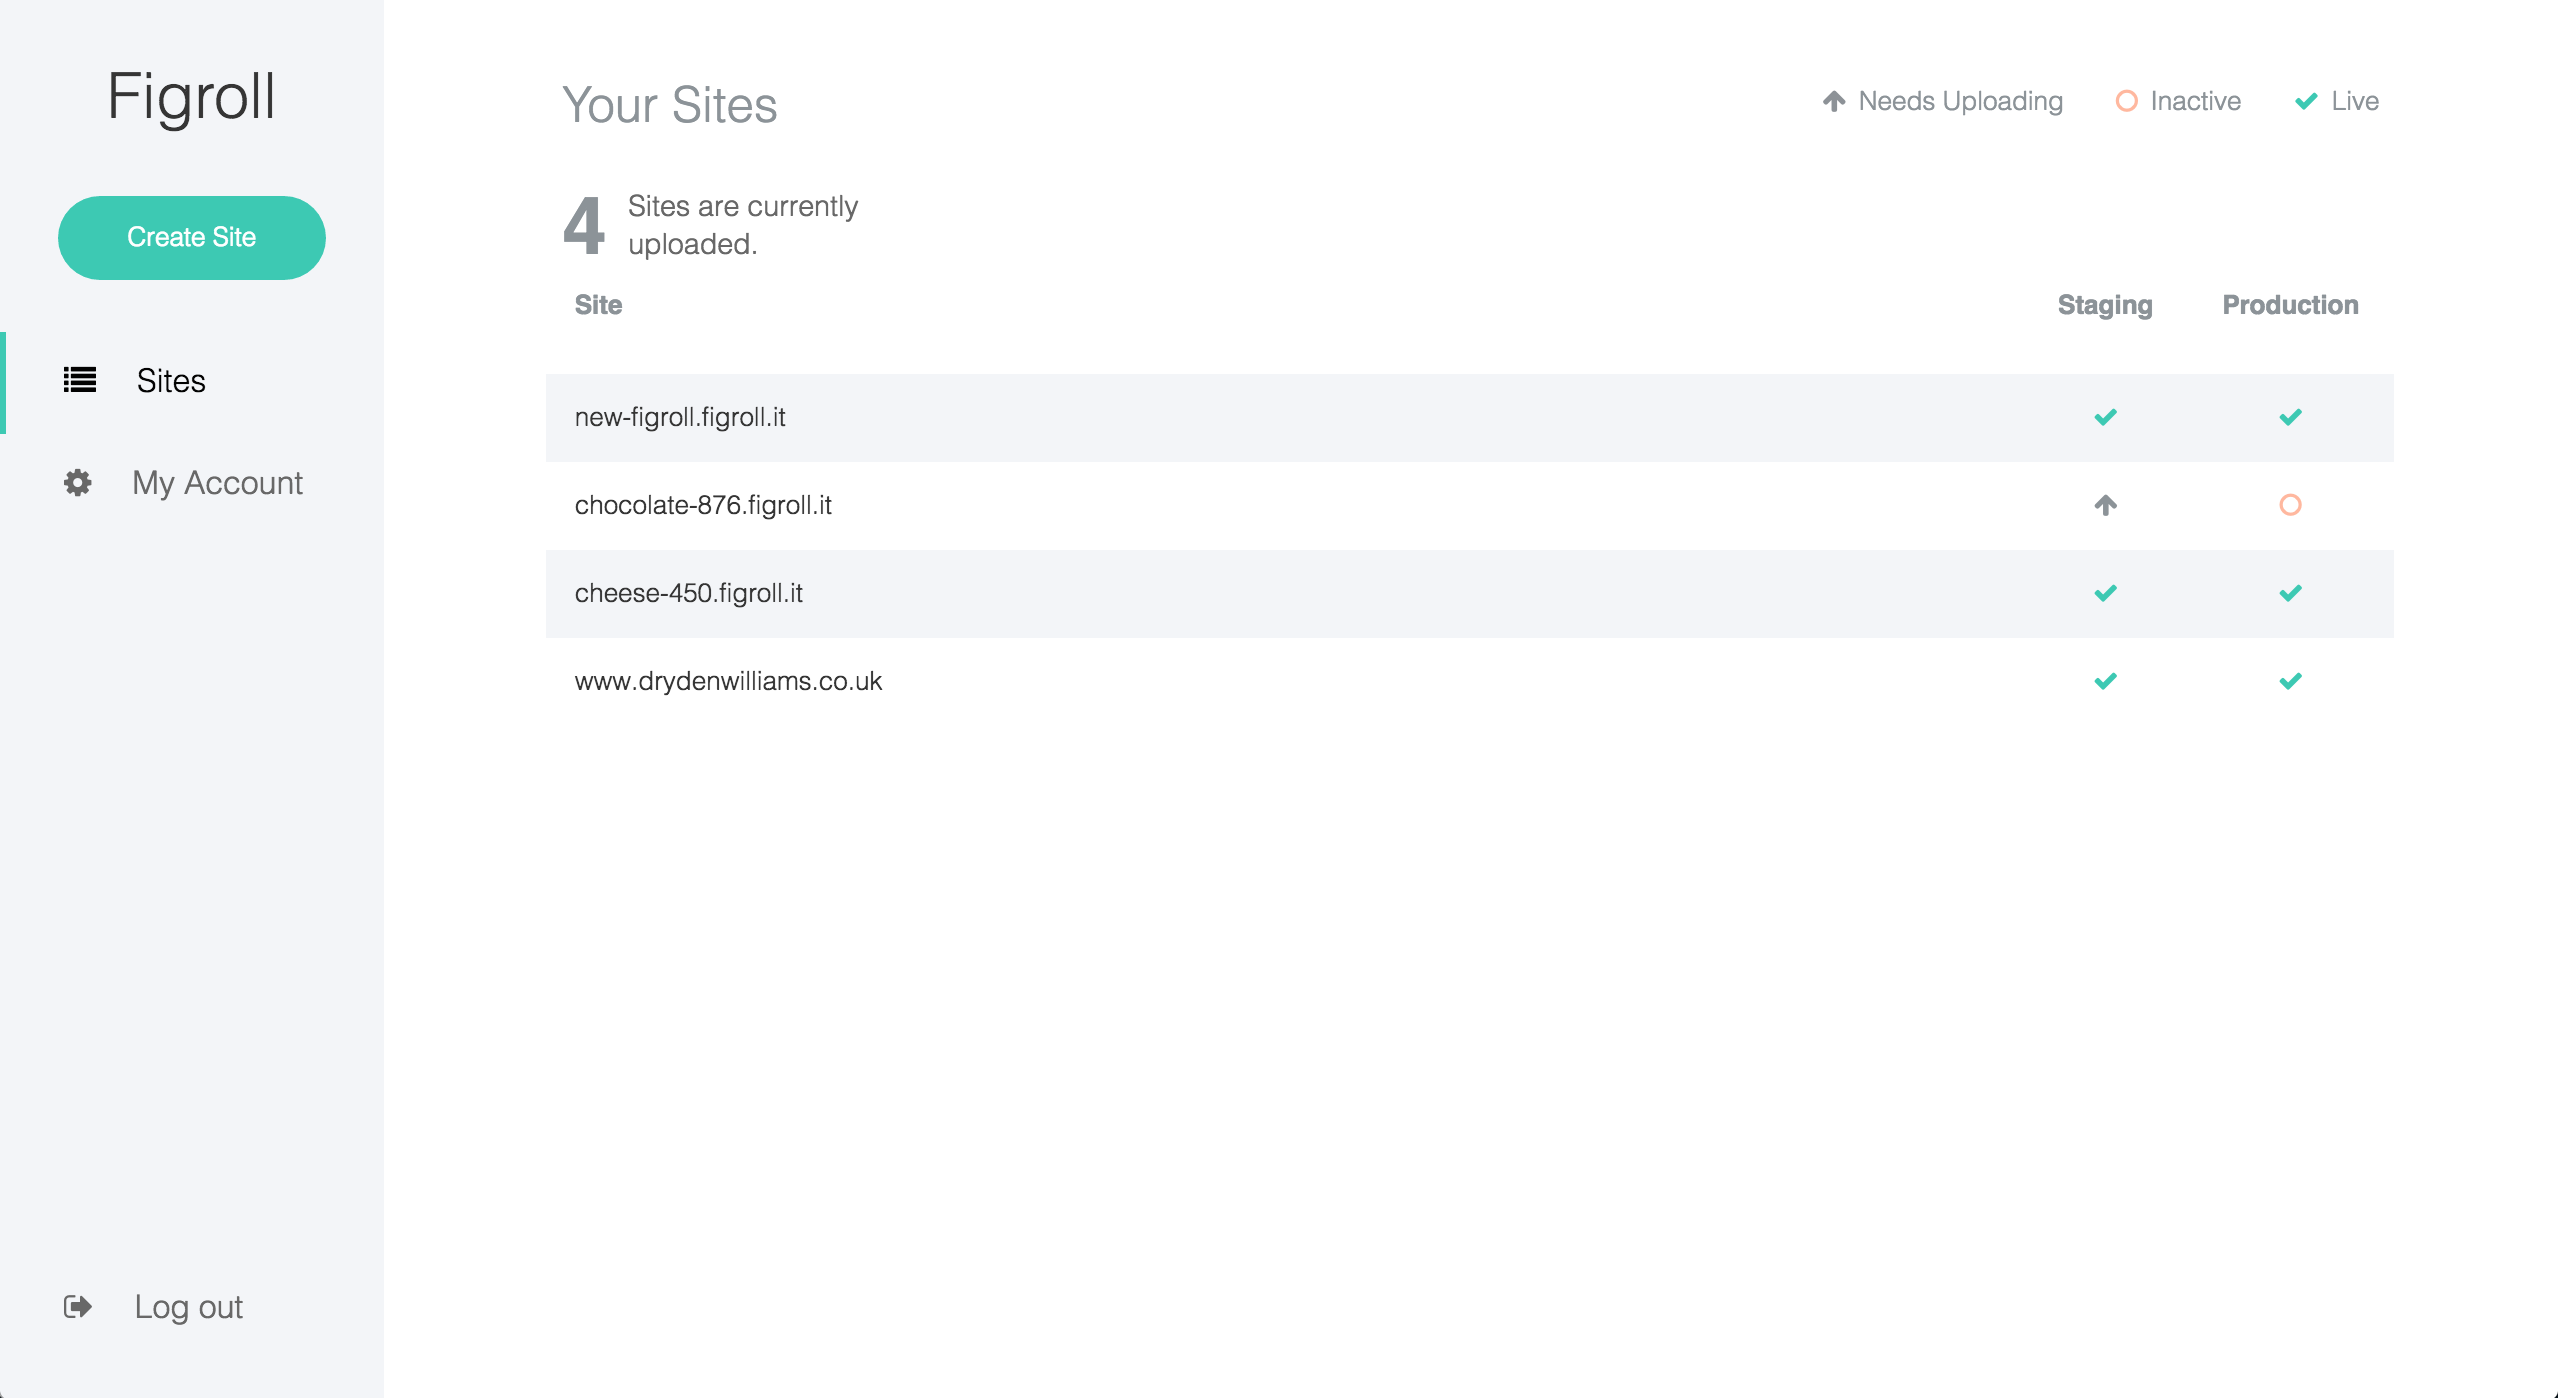 Figroll
Create Site
Sites
My Account
Log out
Your Sites
Needs Uploading
Inactive
Live
4
Sites are currently
uploaded.
Site
Staging
Production
new-figroll.figroll.it
chocolate-876.figroll.it
cheese-450.figroll.it
www.drydenwilliams.co.uk